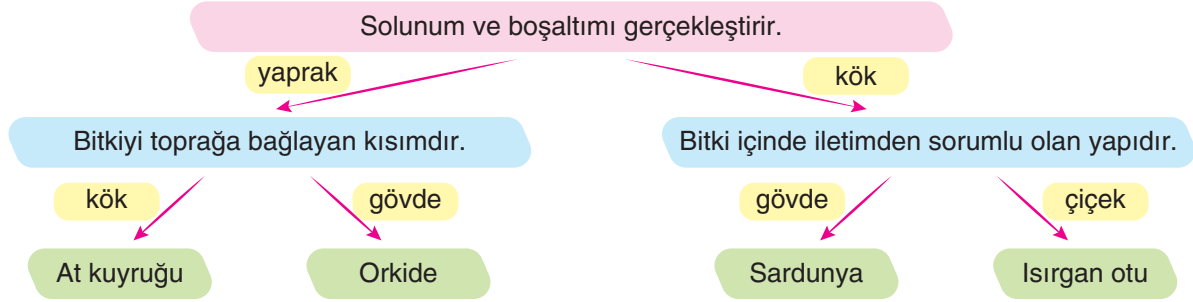 Solunum ve boşaltımı gerçekleştirir.
yaprak
kök
Bitkiyi toprağa bağlayan kısımdır.
Bitki içinde iletimden sorumlu olan yapıdır.
kök
gövde
gövde
çiçek
At kuyruğu
Orkide
Sardunya
Isırgan otu